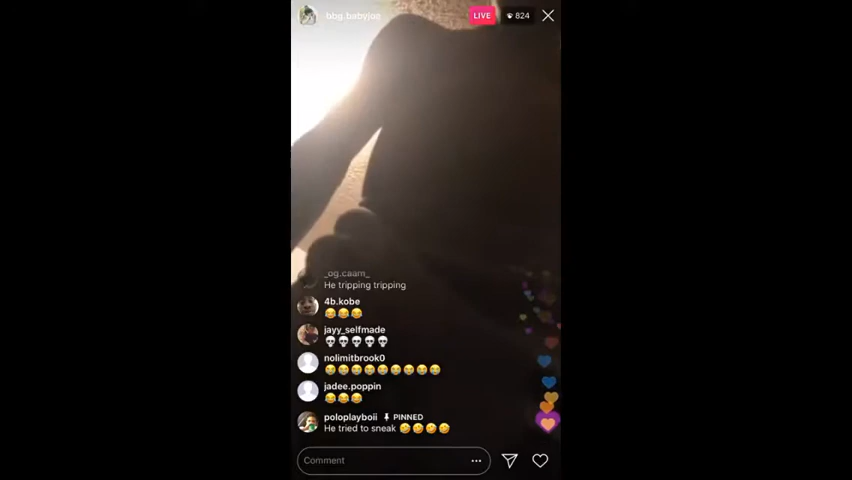 bbg.babyjoe
LIVE
824
_og.caam_
He tripping tripping
4b.kobe
😂😂😂
jayy_selfmade
💀💀💀💀💀
nolimitbrook0
😭😭😭😭😭😭😭😭😭
jadee.poppin
😂😂😂
poloplayboii PINNED
He tried to sneak 🤣🤣🤣🤣
Comment